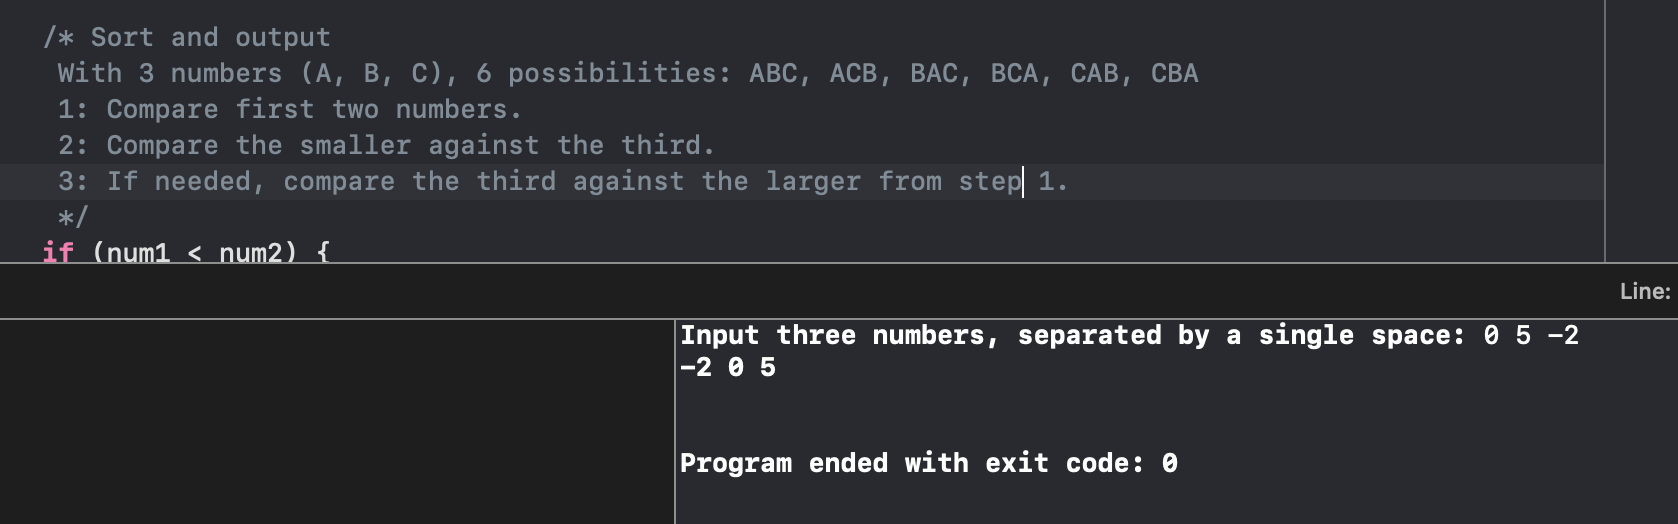 /* Sort and output
With 3 numbers (A, B, C), 6 possibilities: ABC, ACB, BAC, BCA, CAB, CBA
1: Compare first two numbers.
2: Compare the smaller against the third.
3: If needed, compare the third against the larger from step 1.
*/
if (num1 < num2) {
Line:
Input three numbers, separated by a single space: 0 5 -2
-2 0 5
Program ended with exit code: 0